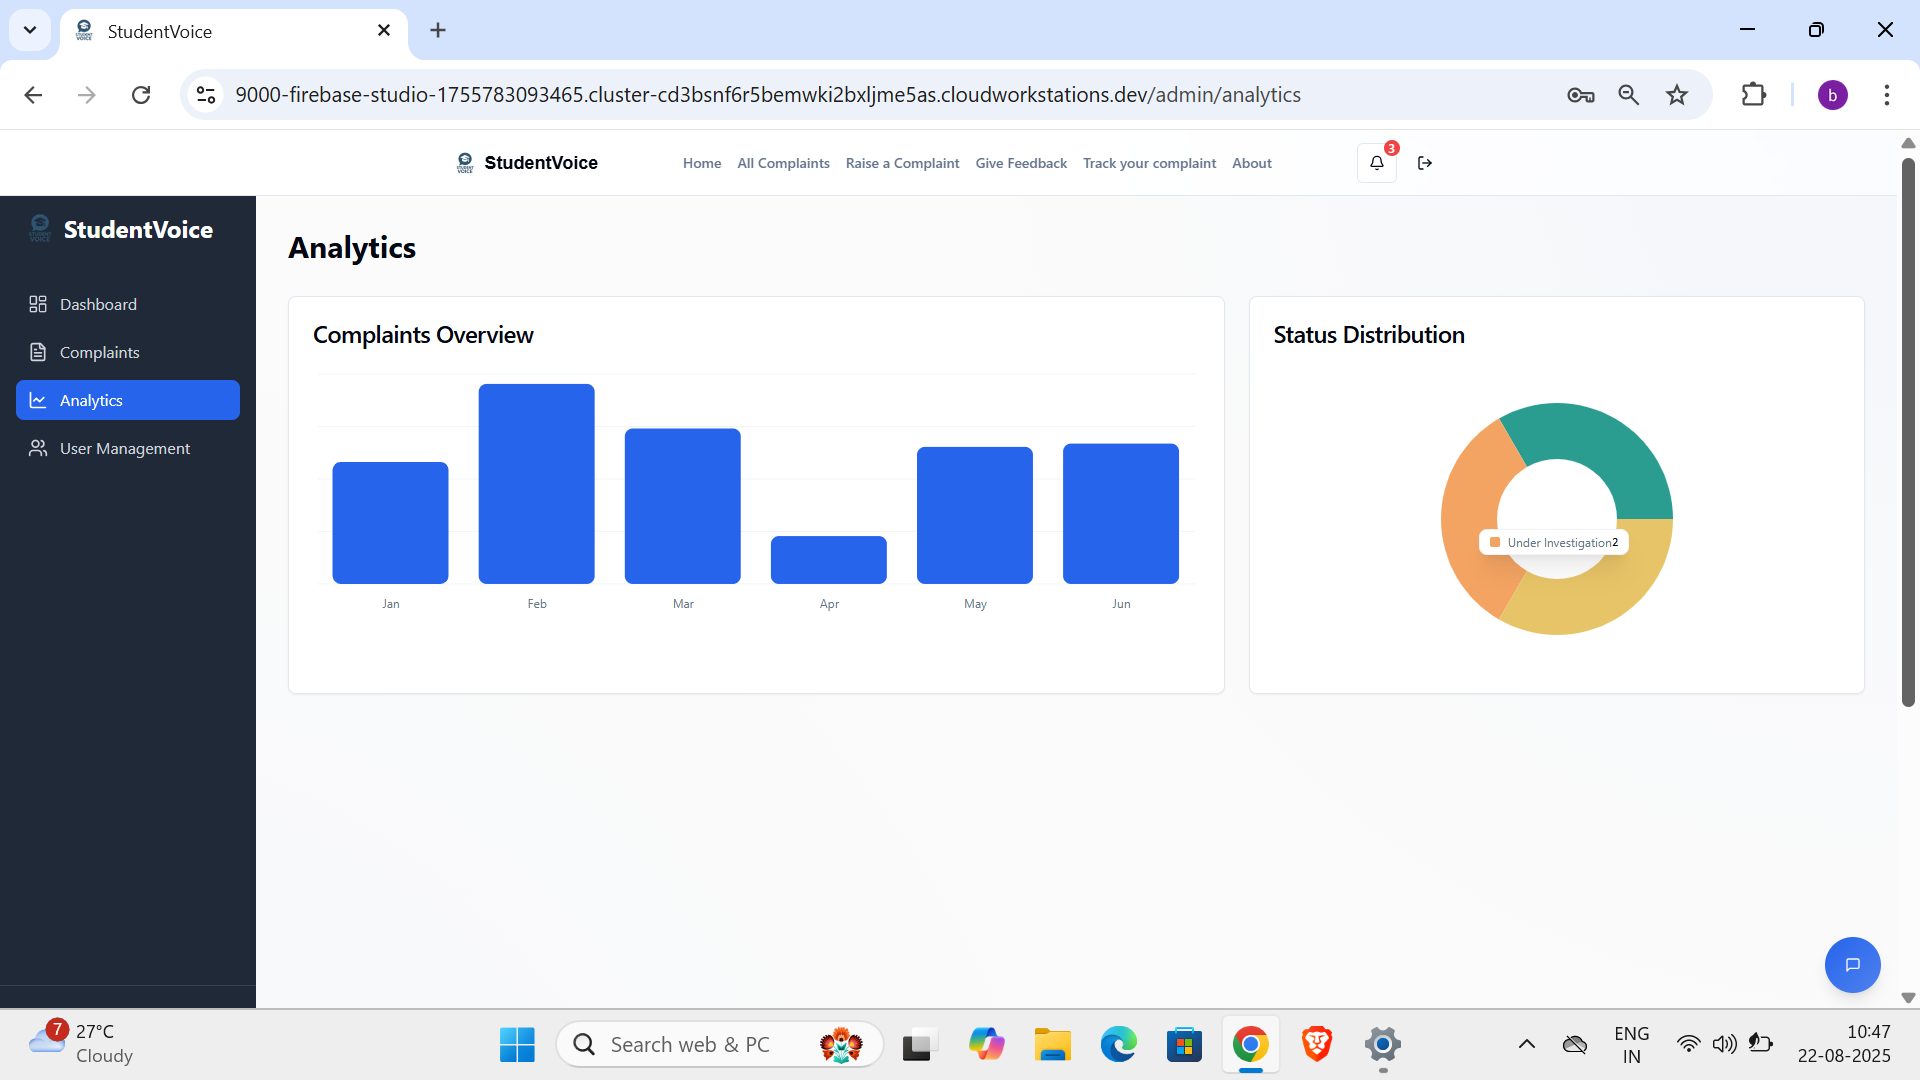 StudentVoice
9000-firebase-studio-1755783093465.cluster-cd3bsnf6r5bemwki2bxljme5as.cloudworkstations.dev/admin/analytics
b
StudentVoice
Home
All Complaints
Raise a Complaint
Give Feedback
Track your complaint
About
3
StudentVoice
Dashboard
Complaints
Analytics
User Management
Analytics
Complaints Overview
Jan
Feb
Mar
Apr
May
Jun
Status Distribution
Under Investigation2
7
27°C
Cloudy
Search web & PC
ENG
IN
10:47
22-08-2025